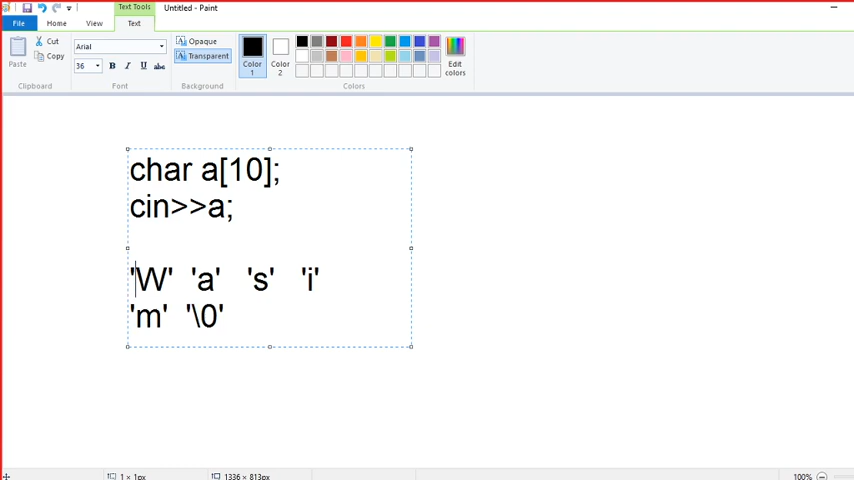 Text Tools
Untitled - Paint
File
Home
View
Text
Paste
Cut
Copy
Clipboard
Arial
36
B I U abc
Font
Opaque
Transparent
Background
Color 1
Color 2
Edit colors
Colors
char a[10];
cin>>a;
'W' 'a' 's' 'i'
'm' '\0'
1 × 1px
1336 × 813px
100%